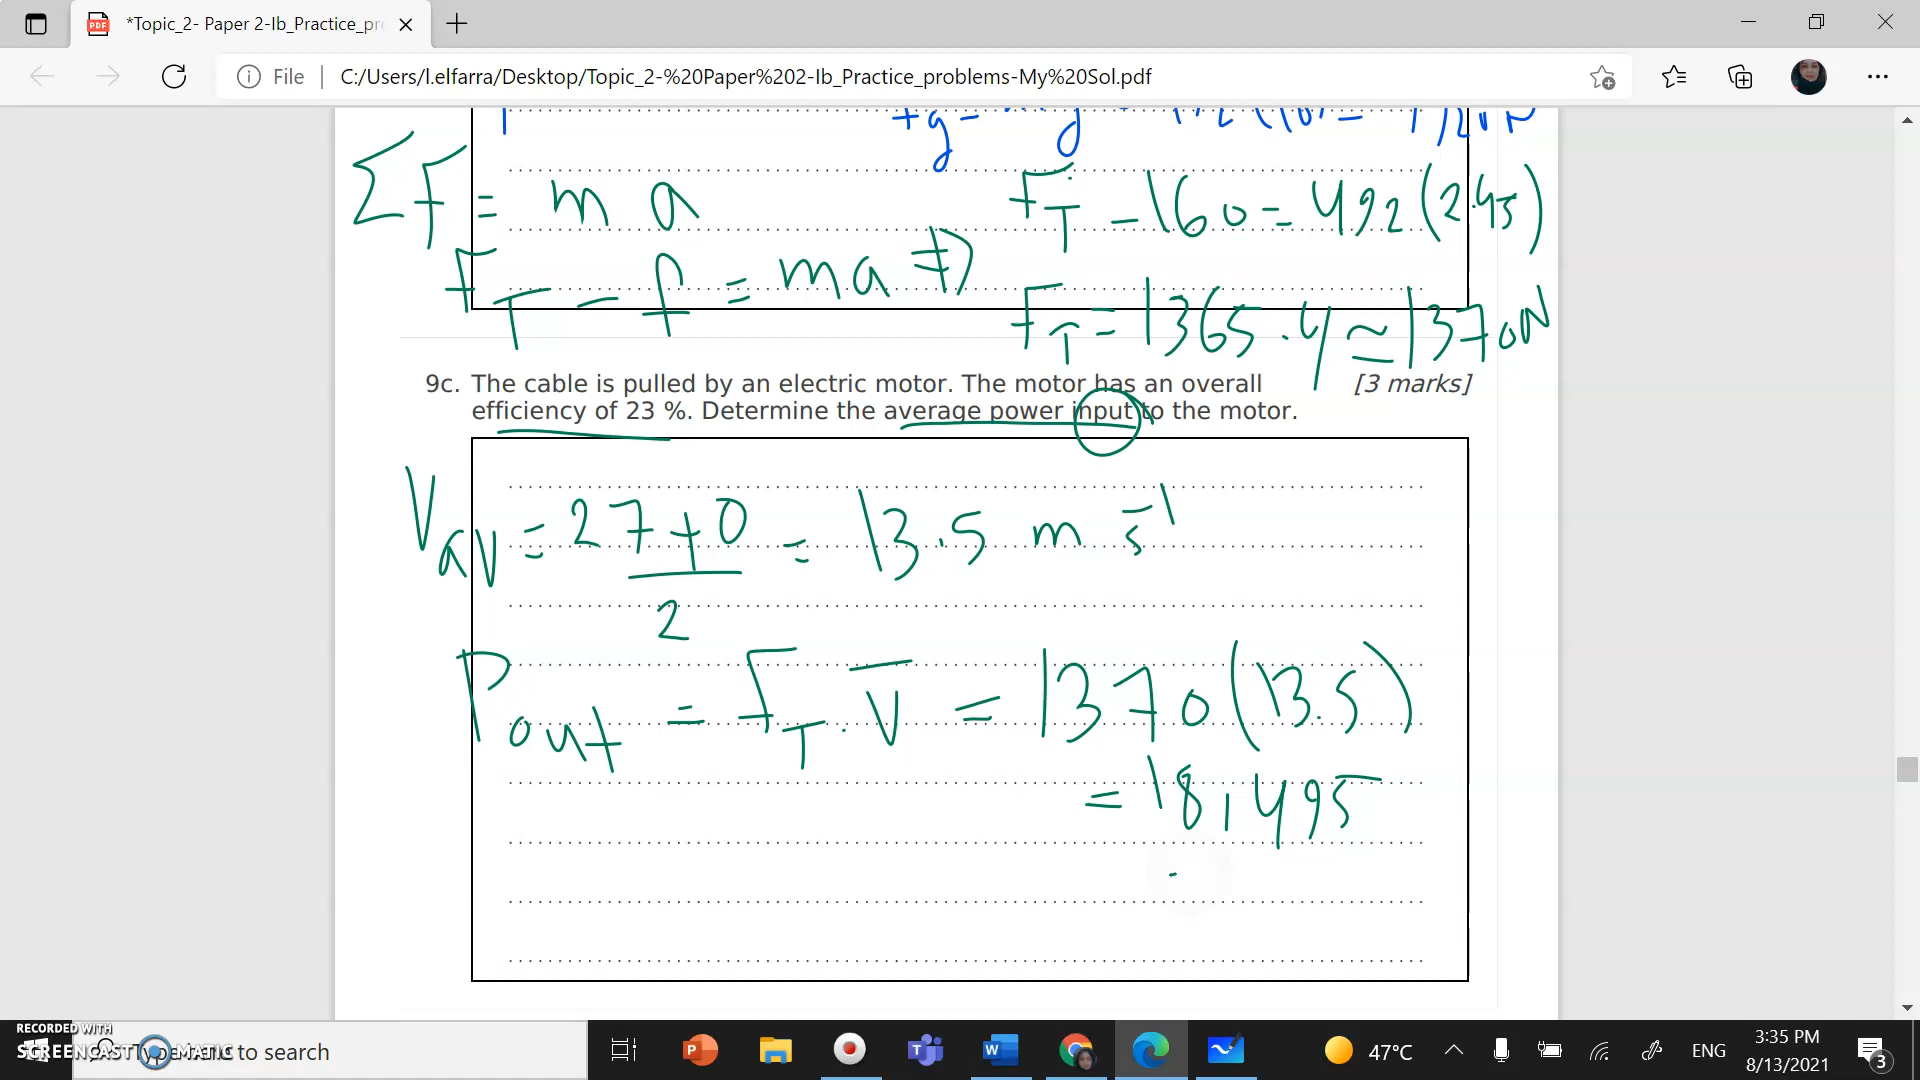 *Topic_2- Paper 2-Ib_Practice_pr
File
C:/Users/l.elfarra/Desktop/Topic_2-%20Paper%202-Ib_Practice_problems-My%20Sol.pdf
ΣF = m a
F_T - 160 = 492 (2.45)
F_T - f = ma ⇒
F_T = 1365.4 ≃ 1370N
9c. The cable is pulled by an electric motor. The motor has an overall [3 marks]
efficiency of 23 %. Determine the average power input to the motor.
V_av = 27+0 / 2 = 13.5 m s⁻¹
P_out = F_T . V̅ = 1370 (13.5)
= 18,495
RECORDED WITH
SCREENCAST MATIC
to search
47°C
ENG
3:35 PM
8/13/2021
3